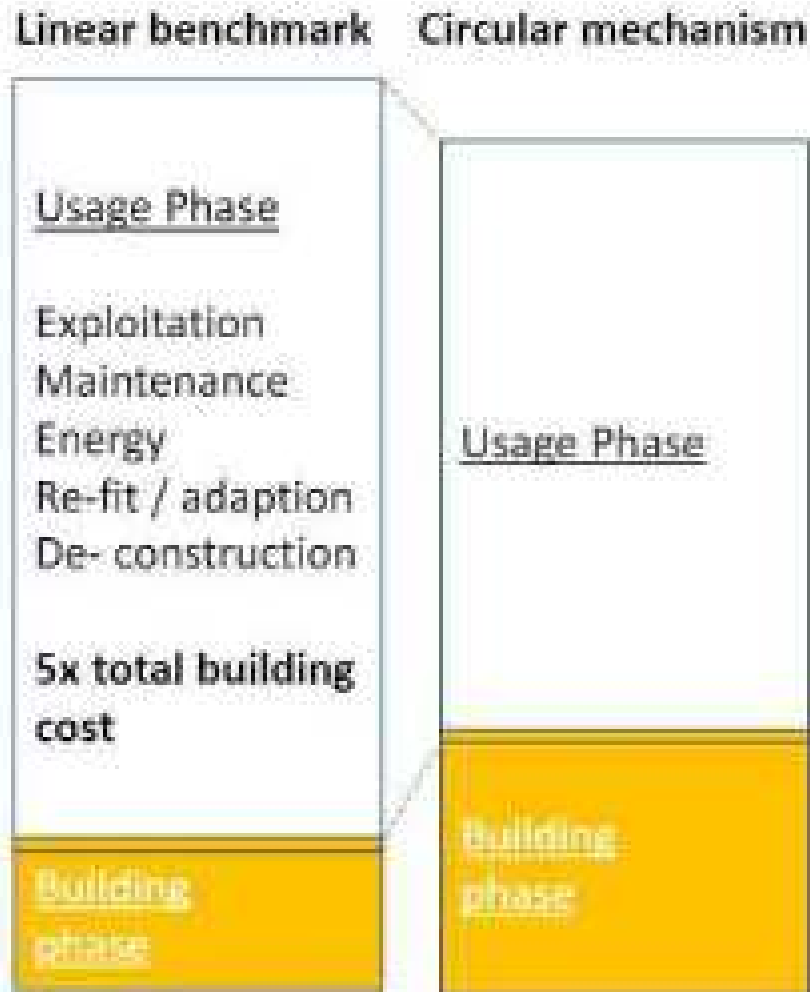 Linear benchmark
Circular mechanism
Usage Phase
Exploitation
Maintenance
Energy
Re-fit / adaption
De- construction
5x total building
cost
Building
phase
Usage Phase
Building
phase